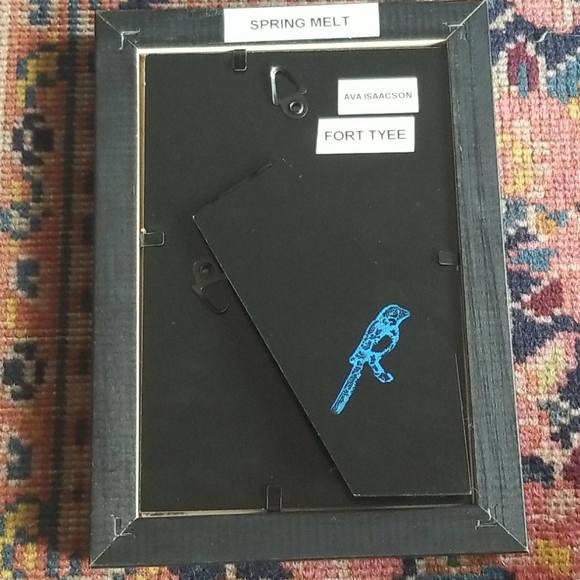 SPRING MELT
AVA ISAACSON
FORT TYEE